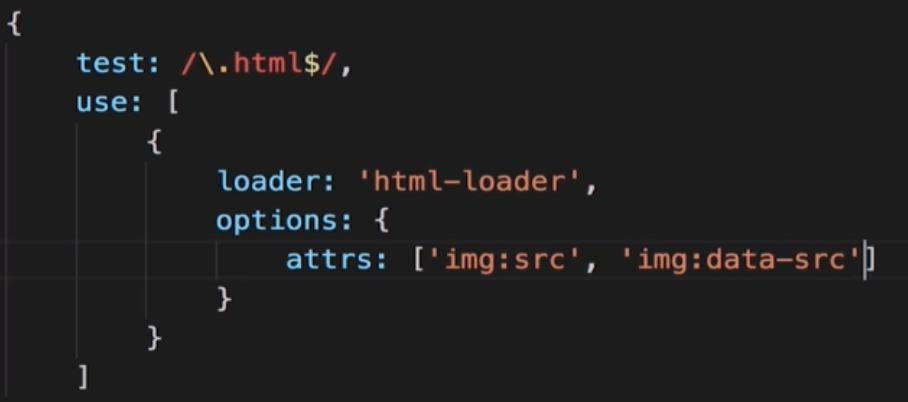 {
    test: /\.html$/,
    use: [
        {
            loader: 'html-loader',
            options: {
                attrs: ['img:src', 'img:data-src']
            }
        }
    ]